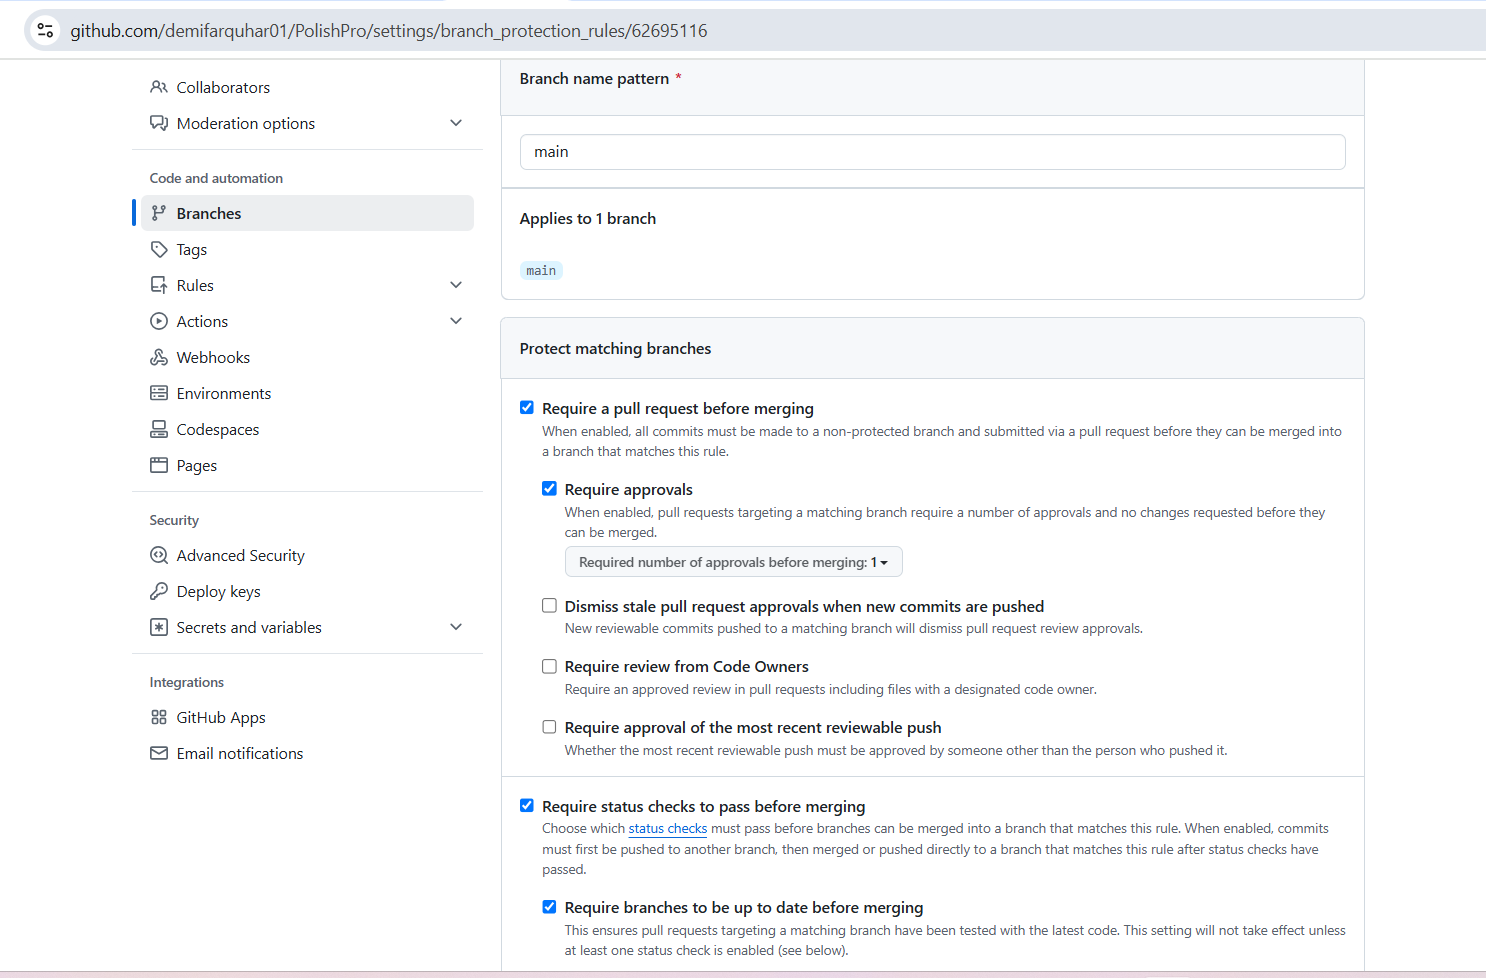 github.com/demifarquhar01/PolishPro/settings/branch_protection_rules/62695116
Collaborators
Moderation options
Code and automation
Branches
Tags
Rules
Actions
Webhooks
Environments
Codespaces
Pages
Security
Advanced Security
Deploy keys
Secrets and variables
Integrations
GitHub Apps
Email notifications
Branch name pattern *
main
Applies to 1 branch
main
Protect matching branches
Require a pull request before merging
When enabled, all commits must be made to a non-protected branch and submitted via a pull request before they can be merged into
a branch that matches this rule.
Require approvals
When enabled, pull requests targeting a matching branch require a number of approvals and no changes requested before they
can be merged.
Required number of approvals before merging: 1
Dismiss stale pull request approvals when new commits are pushed
New reviewable commits pushed to a matching branch will dismiss pull request review approvals.
Require review from Code Owners
Require an approved review in pull requests including files with a designated code owner.
Require approval of the most recent reviewable push
Whether the most recent reviewable push must be approved by someone other than the person who pushed it.
Require status checks to pass before merging
Choose which status checks must pass before branches can be merged into a branch that matches this rule. When enabled, commits
must first be pushed to another branch, then merged or pushed directly to a branch that matches this rule after status checks have
passed.
Require branches to be up to date before merging
This ensures pull requests targeting a matching branch have been tested with the latest code. This setting will not take effect unless
at least one status check is enabled (see below).